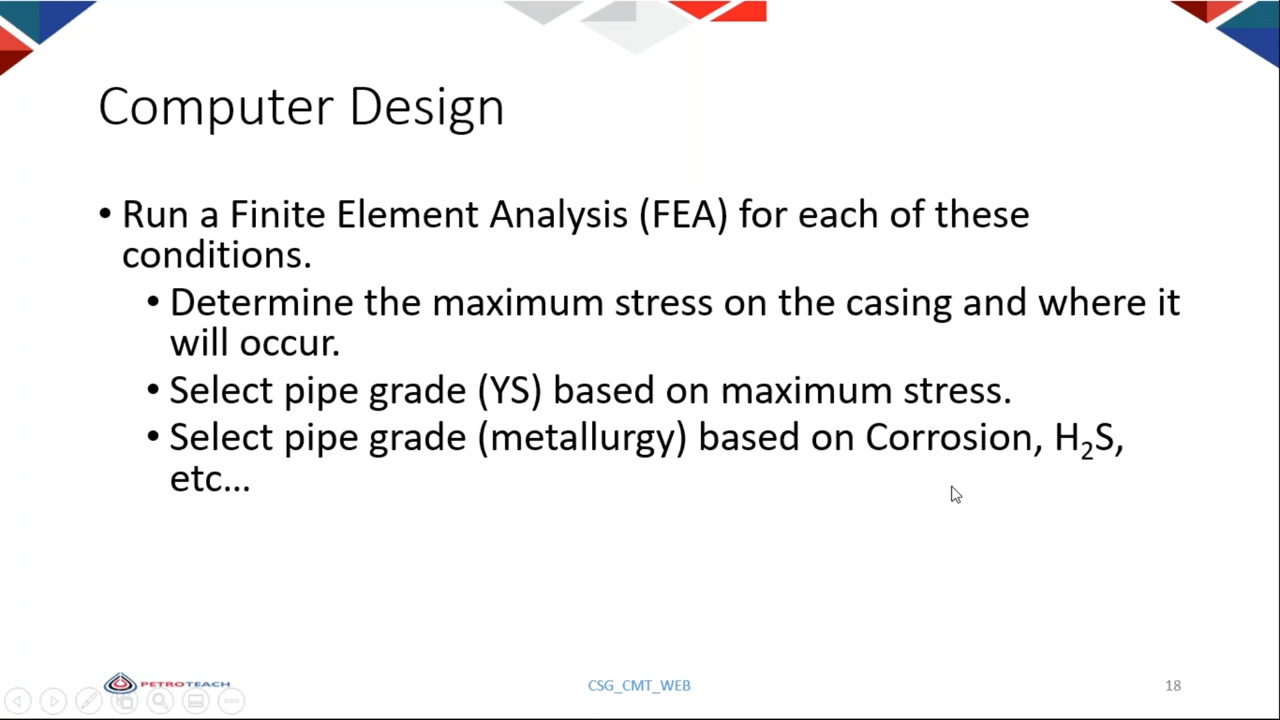 Computer Design
• Run a Finite Element Analysis (FEA) for each of these
conditions.
• Determine the maximum stress on the casing and where it
will occur.
• Select pipe grade (YS) based on maximum stress.
• Select pipe grade (metallurgy) based on Corrosion, H₂S,
etc…
PETROTEACH
CSG_CMT_WEB
18